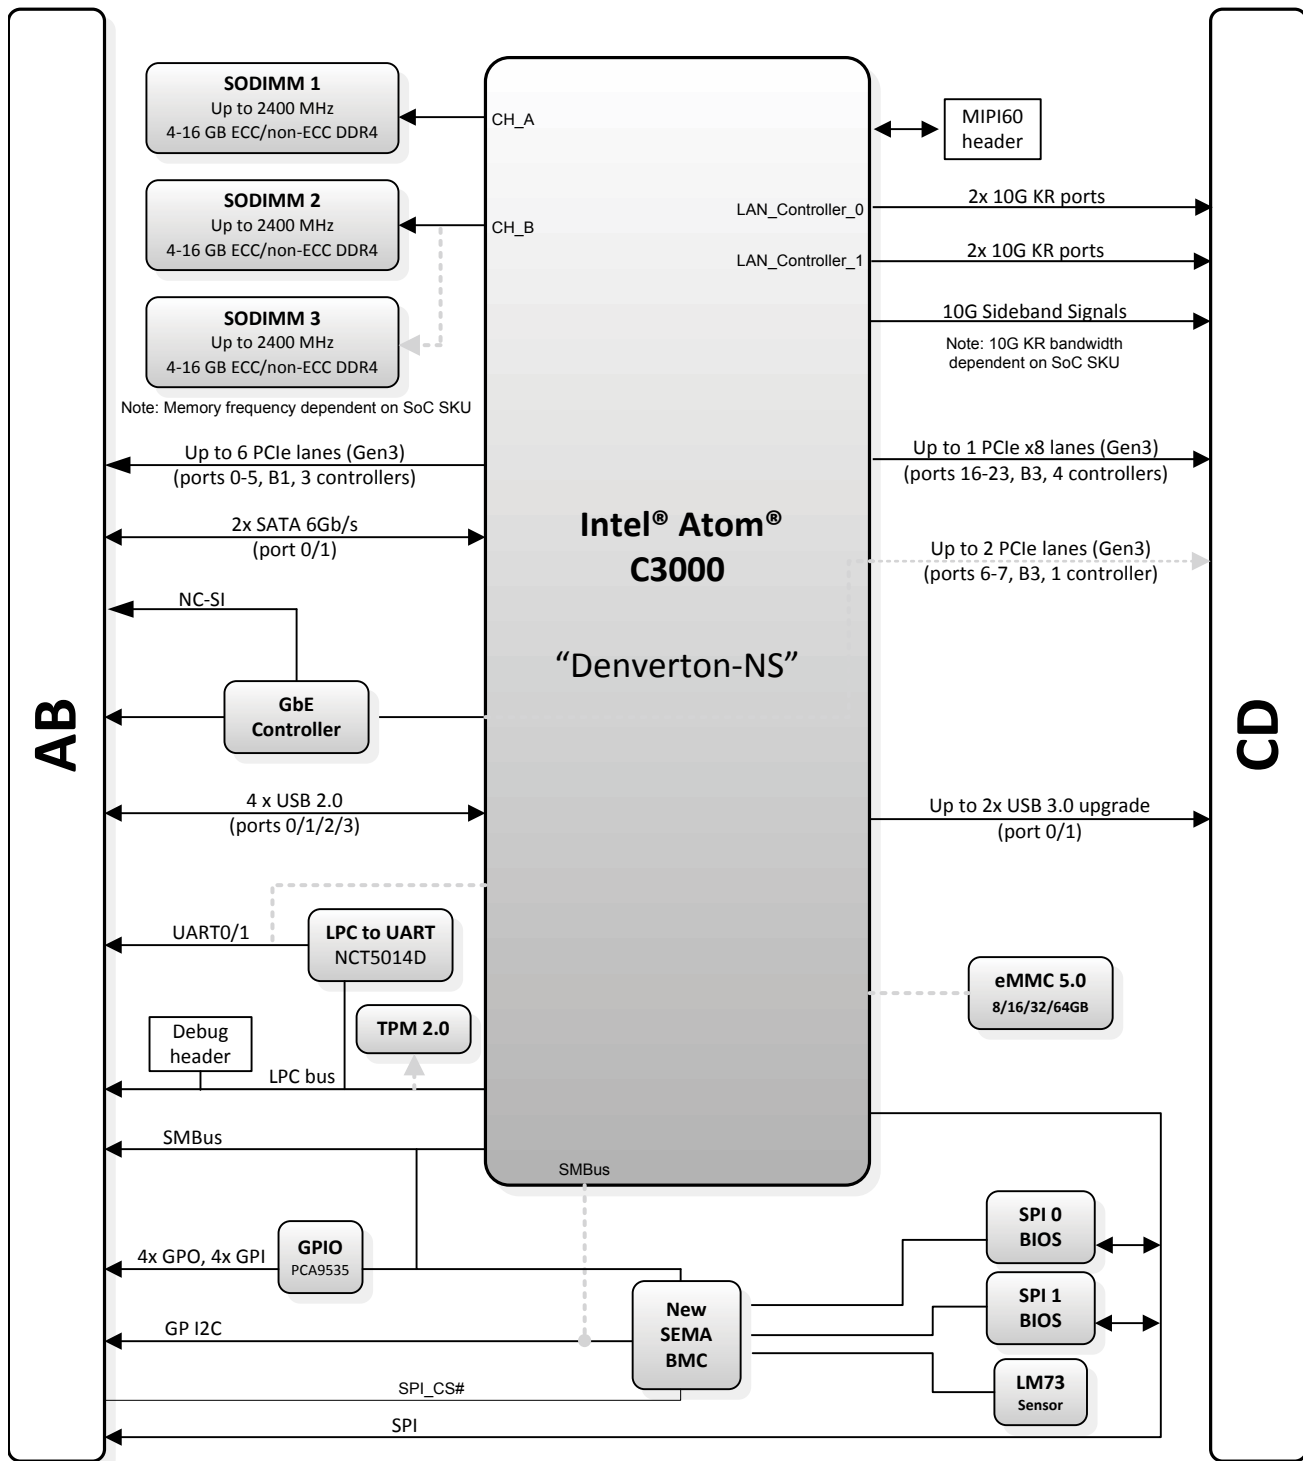 AB
SODIMM 1
Up to 2400 MHz
4-16 GB ECC/non-ECC DDR4
SODIMM 2
Up to 2400 MHz
4-16 GB ECC/non-ECC DDR4
SODIMM 3
Up to 2400 MHz
4-16 GB ECC/non-ECC DDR4
Note: Memory frequency dependent on SoC SKU
Up to 6 PCIe lanes (Gen3)
(ports 0-5, B1, 3 controllers)
2x SATA 6Gb/s
(port 0/1)
NC-SI
GbE
Controller
4 x USB 2.0
(ports 0/1/2/3)
UART0/1
LPC to UART
NCT5014D
TPM 2.0
Debug
header
LPC bus
SMBus
4x GPO, 4x GPI
GPIO
PCA9535
GP I2C
SPI_CS#
SPI
CH_A
CH_B
LAN_Controller_0
LAN_Controller_1
Intel® Atom®
C3000
“Denverton-NS”
SMBus
New
SEMA
BMC
MIPI60
header
2x 10G KR ports
2x 10G KR ports
10G Sideband Signals
Note: 10G KR bandwidth
dependent on SoC SKU
Up to 1 PCIe x8 lanes (Gen3)
(ports 16-23, B3, 4 controllers)
Up to 2 PCIe lanes (Gen3)
(ports 6-7, B3, 1 controller)
Up to 2x USB 3.0 upgrade
(port 0/1)
eMMC 5.0
8/16/32/64GB
SPI 0
BIOS
SPI 1
BIOS
LM73
Sensor
CD